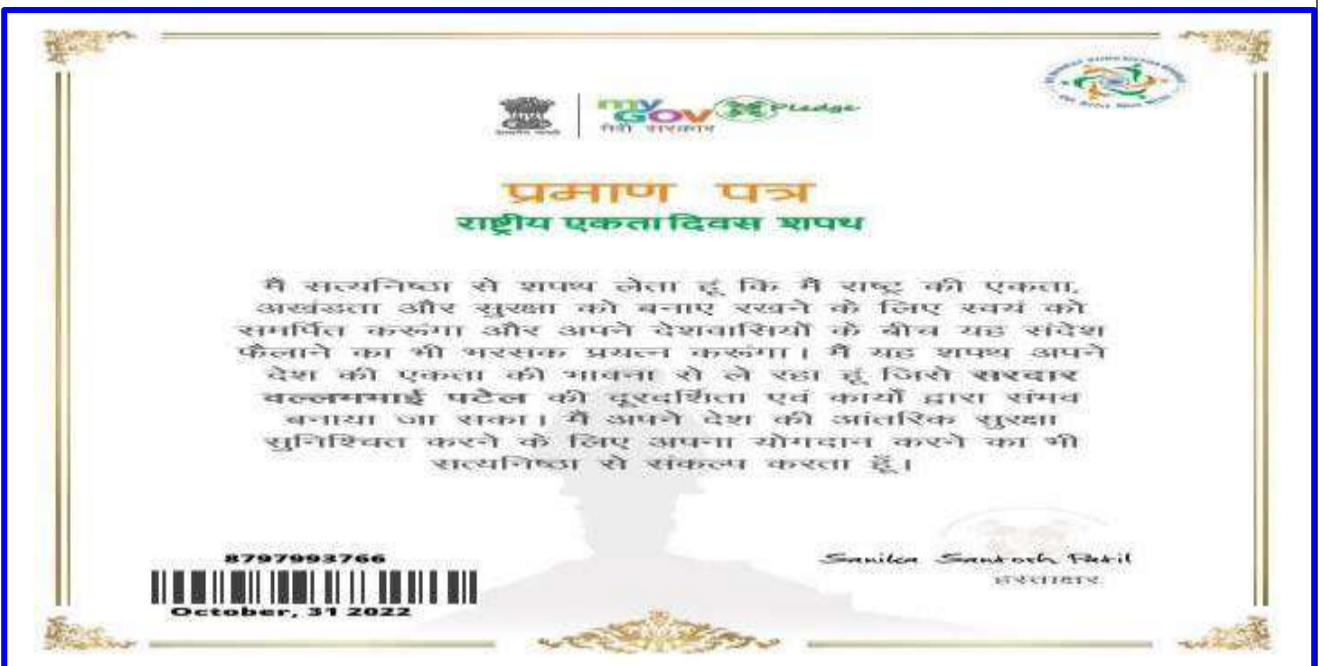 my
GOV Pledge
मेरी सरकार
प्रमाण पत्र
राष्ट्रीय एकता दिवस शपथ
मैं सत्यनिष्ठा से शपथ लेता हूं कि मैं राष्ट्र की एकता,
अखंडता और सुरक्षा को बनाए रखने के लिए स्वयं को
समर्पित करूंगा और अपने देशवासियों के बीच यह संदेश
फैलाने का भी भरसक प्रयत्न करूंगा। मैं यह शपथ अपने
देश की एकता की भावना से ले रहा हूं जिसे सरदार
वल्लभभाई पटेल की दूरदर्शिता एवं कार्यों द्वारा संभव
बनाया जा सका। मैं अपने देश की आंतरिक सुरक्षा
सुनिश्चित करने के लिए अपना योगदान करने का भी
सत्यनिष्ठा से संकल्प करता हूँ।
8797993766
October, 31 2022
Sanika Santosh Patil
हस्ताक्षर